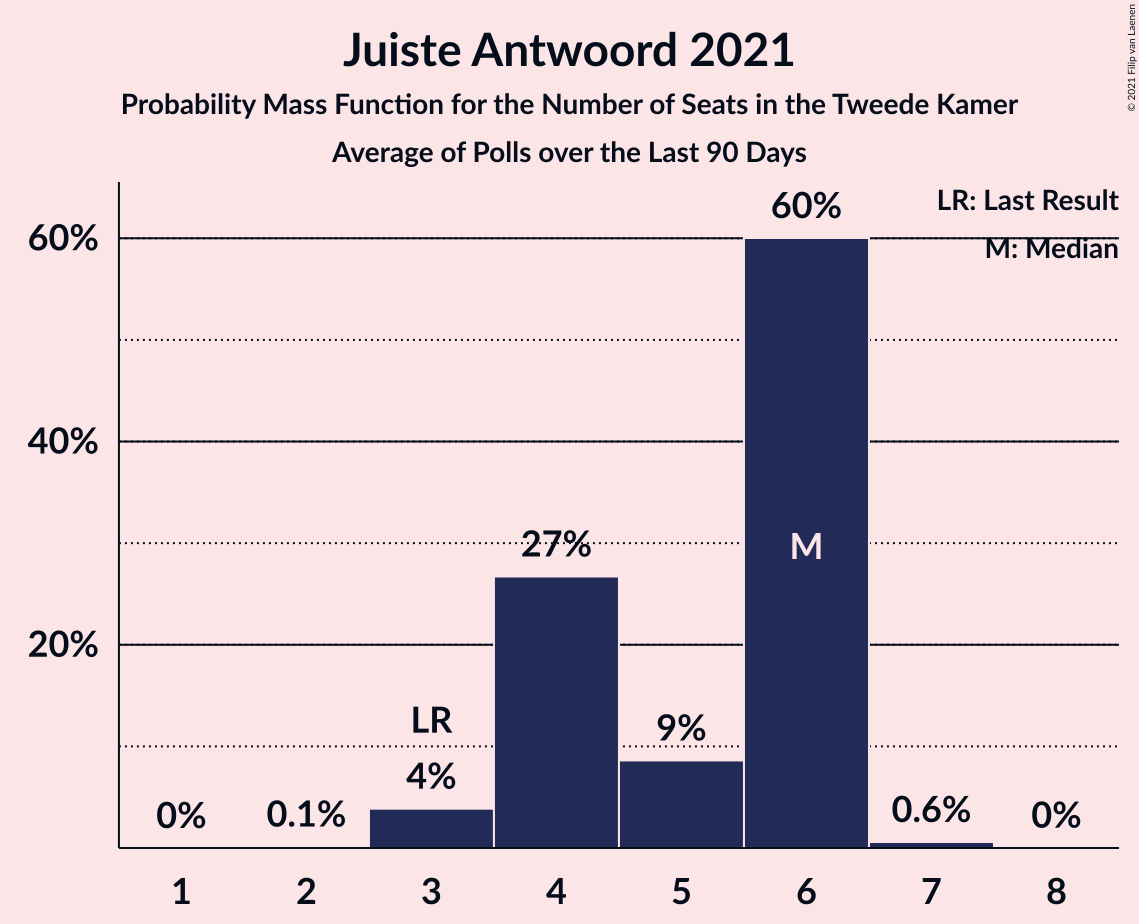 Juiste Antwoord 2021
Probability Mass Function for the Number of Seats in the Tweede Kamer
Average of Polls over the Last 90 Days
© 2021 Filip van Laenen
LR: Last Result
M: Median
60%
40%
20%
0%
0.1%
LR
4%
27%
9%
60%
M
0.6%
0%
1 2 3 4 5 6 7 8